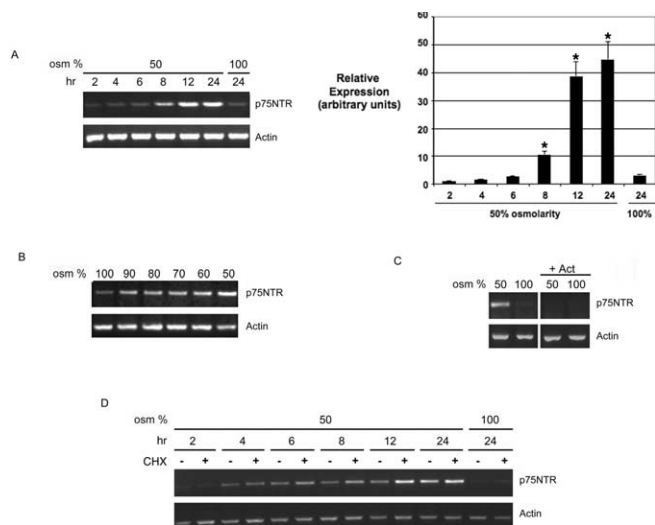 A
osm % 50 100
hr 2 4 6 8 12 24 24
p75NTR
Actin
Relative
Expression
(arbitrary units)
60
50
40
30
20
10
0
* * *
2 4 6 8 12 24 24
50% osmolarity 100%
B
osm % 100 90 80 70 60 50
p75NTR
Actin
C
+ Act
osm % 50 100 50 100
p75NTR
Actin
D
osm % 50 100
hr 2 4 6 8 12 24 24
CHX - + - + - + - + - + - + - +
p75NTR
Actin